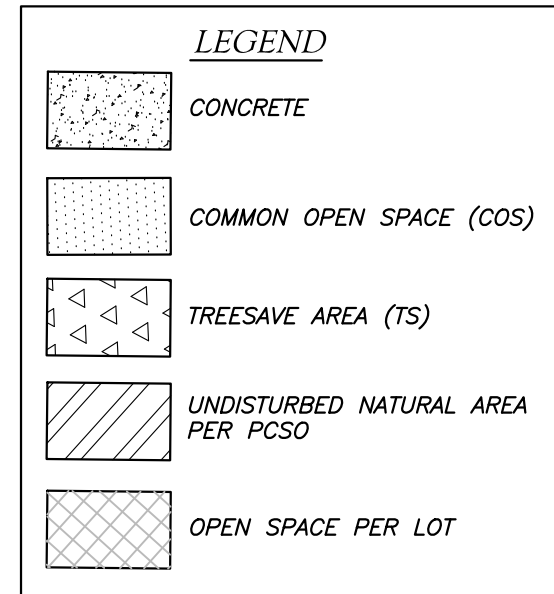 LEGEND
CONCRETE
COMMON OPEN SPACE (COS)
TREESAVE AREA (TS)
UNDISTURBED NATURAL AREA
PER PCSO
OPEN SPACE PER LOT